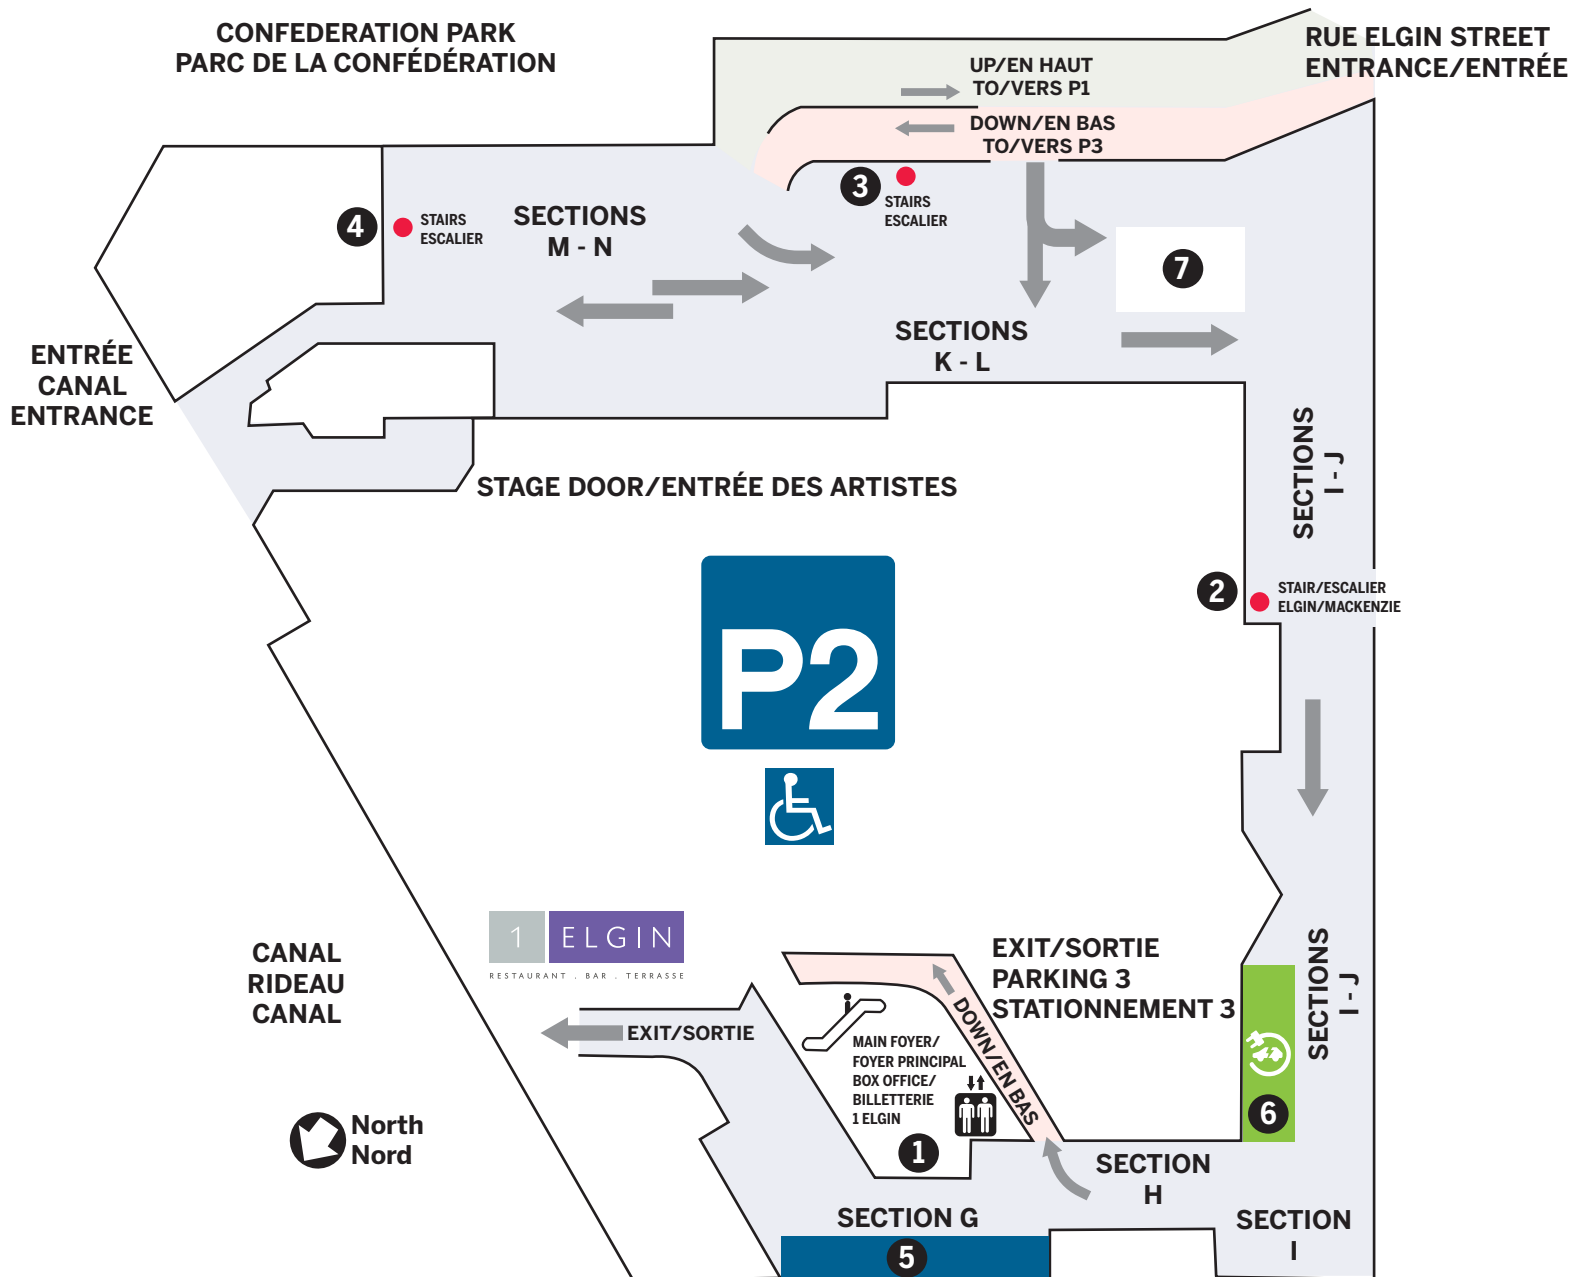 CONFEDERATION PARK
PARC DE LA CONFÉDÉRATION
RUE ELGIN STREET
ENTRANCE/ENTRÉE
UP/EN HAUT
TO/VERS P1
DOWN/EN BAS
TO/VERS P3
3
STAIRS
ESCALIER
4
STAIRS
ESCALIER
SECTIONS
M - N
7
SECTIONS
K - L
ENTRÉE
CANAL
ENTRANCE
SECTIONS
I - J
STAGE DOOR/ENTRÉE DES ARTISTES
2
STAIR/ESCALIER
ELGIN/MACKENZIE
P2
1 ELGIN
RESTAURANT . BAR . TERRASSE
CANAL
RIDEAU
CANAL
EXIT/SORTIE
PARKING 3
STATIONNEMENT 3
SECTIONS
I - J
EXIT/SORTIE
DOWN/EN BAS
MAIN FOYER/
FOYER PRINCIPAL
BOX OFFICE/
BILLETTERIE
1 ELGIN
1
6
North
Nord
SECTION
H
SECTION G
5
SECTION
I